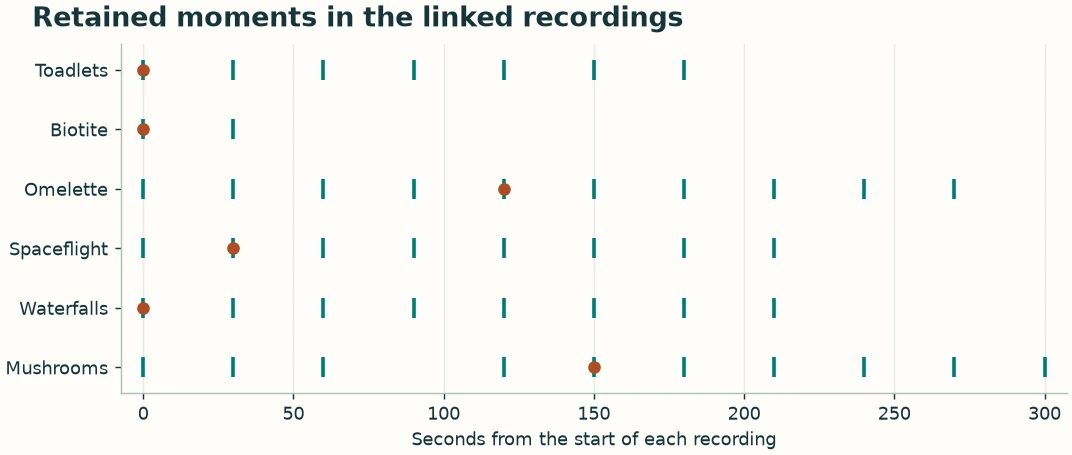 Retained moments in the linked recordings
Toadlets
Biotite
Omelette
Spaceflight
Waterfalls
Mushrooms
0 50 100 150 200 250 300
Seconds from the start of each recording